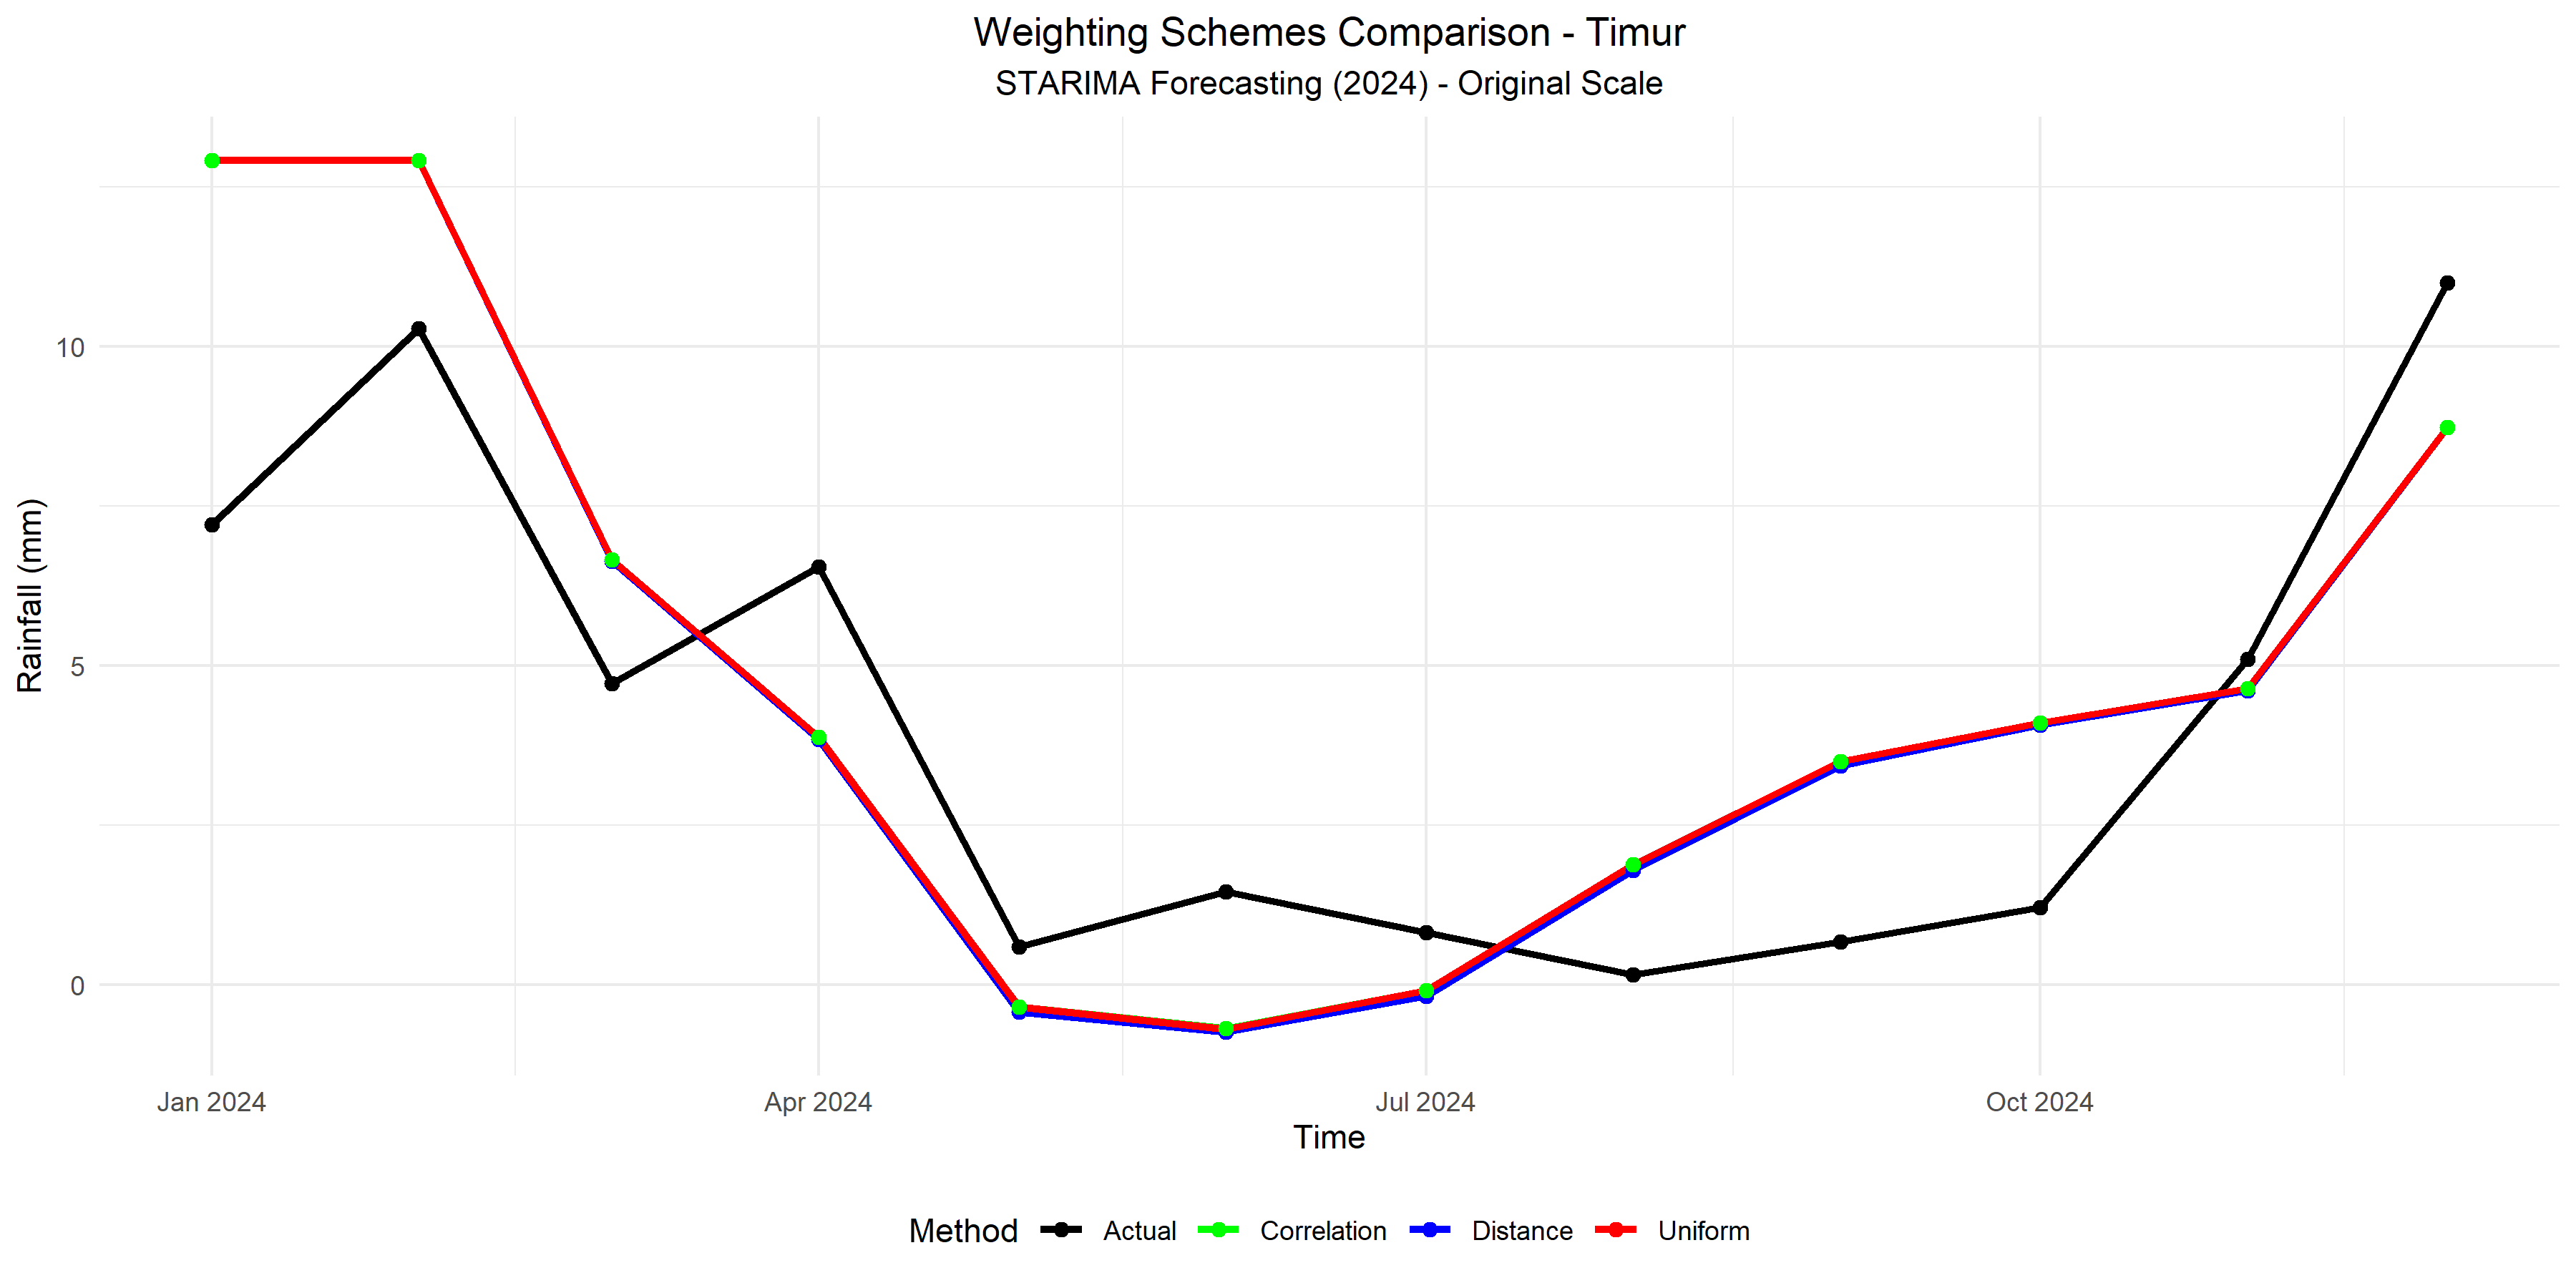 Weighting Schemes Comparison - Timur
STARIMA Forecasting (2024) - Original Scale
Rainfall (mm)
10
5
0
Jan 2024 Apr 2024 Jul 2024 Oct 2024
Time
Method Actual Correlation Distance Uniform